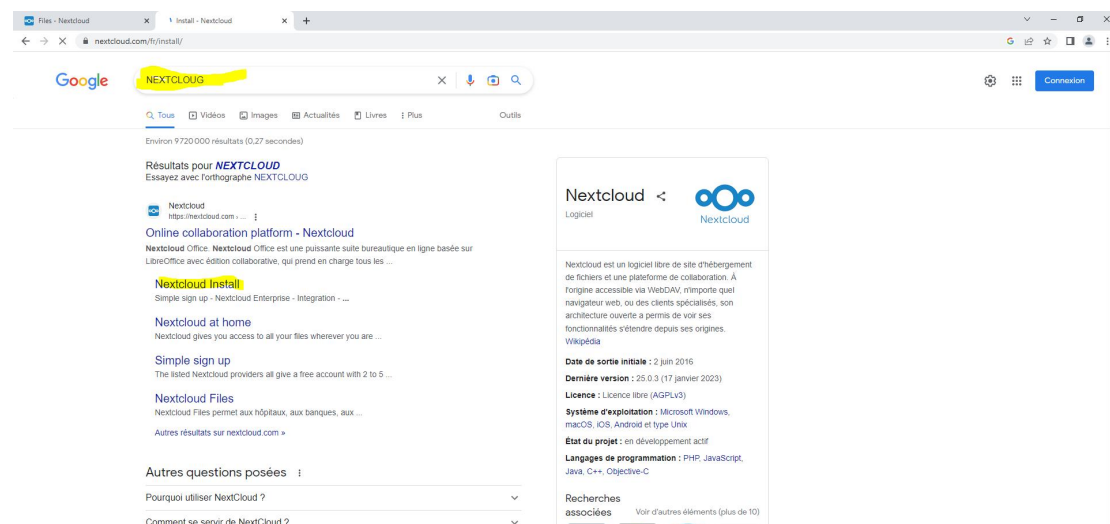 Files - Nextcloud
Install - Nextcloud
nextcloud.com/fr/install/
Google
NEXTCLOUG
Connexion
Tous
Vidéos
Images
Actualités
Livres
Plus
Outils
Environ 9 720 000 résultats (0,27 secondes)
Résultats pour NEXTCLOUD
Essayez avec l'orthographe NEXTCLOUG
Nextcloud
https://nextcloud.com › ...
Online collaboration platform - Nextcloud
Nextcloud Office. Nextcloud Office est une puissante suite bureautique en ligne basée sur
LibreOffice avec édition collaborative, qui prend en charge tous les ...
Nextcloud Install
Simple sign up - Nextcloud Enterprise - Integration - ...
Nextcloud at home
Nextcloud gives you access to all your files wherever you are ...
Simple sign up
The listed Nextcloud providers all give a free account with 2 to 5 ...
Nextcloud Files
Nextcloud Files permet aux hôpitaux, aux banques, aux ...
Autres résultats sur nextcloud.com »
Autres questions posées
Pourquoi utiliser NextCloud ?
Comment se servir de NextCloud ?
Nextcloud
Logiciel
Nextcloud
Nextcloud est un logiciel libre de site d'hébergement
de fichiers et une plateforme de collaboration. À
l'origine accessible via WebDAV, n'importe quel
navigateur web, ou des clients spécialisés, son
architecture ouverte a permis de voir ses
fonctionnalités s'étendre depuis ses origines.
Wikipédia
Date de sortie initiale : 2 juin 2016
Dernière version : 25.0.3 (17 janvier 2023)
Licence : Licence libre (AGPLv3)
Système d'exploitation : Microsoft Windows,
macOS, iOS, Android et type Unix
État du projet : en développement actif
Langages de programmation : PHP, JavaScript,
Java, C++, Objective-C
Recherches
associées
Voir d'autres éléments (plus de 10)